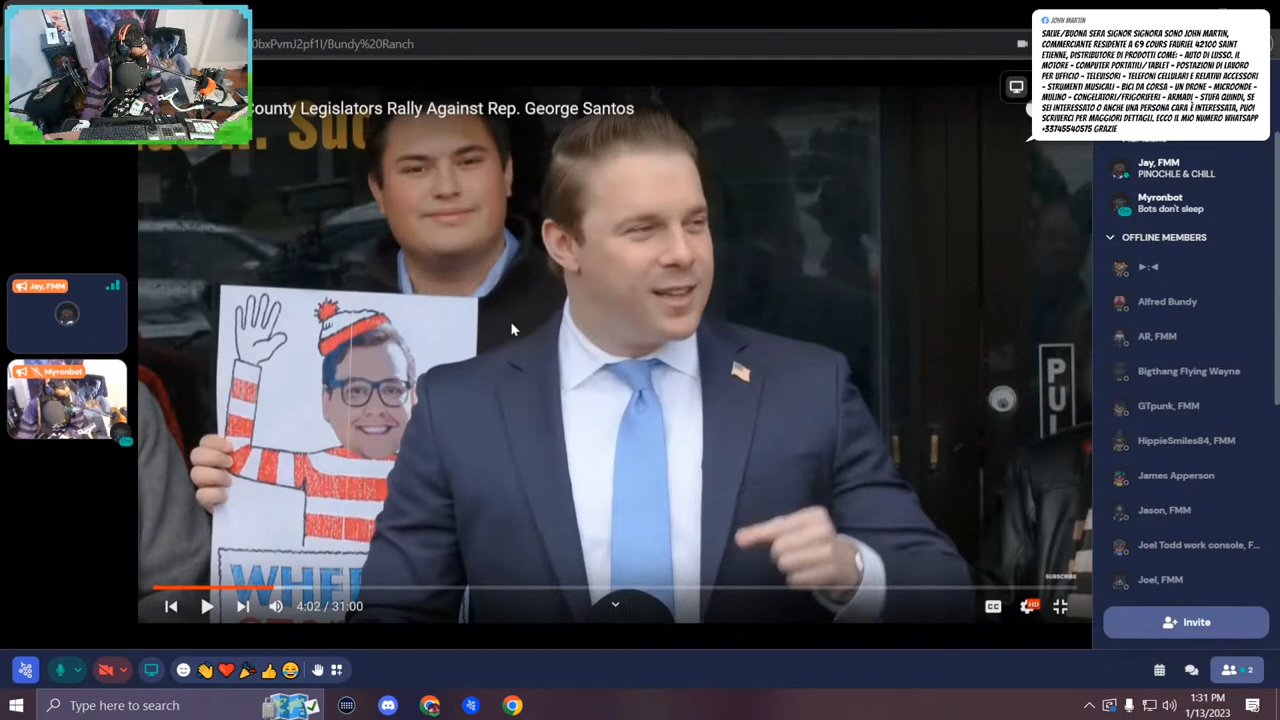 JOHN MARTIN
SALVE/BUONA SERA SIGNOR SIGNORA SONO JOHN MARTIN,
COMMERCIANTE RESIDENTE A 69 COURS FAURIEL 42100 SAINT
ETIENNE, DISTRIBUTORE DI PRODOTTI COME: - AUTO DI LUSSO. IL
MOTORE - COMPUTER PORTATILI/TABLET - POSTAZIONI DI LAVORO
PER UFFICIO - TELEVISORI - TELEFONI CELLULARI E RELATIVI ACCESSORI
- STRUMENTI MUSICALI - BICI DA CORSA - UN DRONE - MICROONDE -
MULINO - CONGELATORI/FRIGORIFERI - ARMADI - STUFA QUINDI, SE
SEI INTERESSATO O ANCHE UNA PERSONA CARA È INTERESSATA, PUOI
SCRIVERCI PER MAGGIORI DETTAGLI. ECCO IL MIO NUMERO WHATSAPP
+33745540575 GRAZIE
0bxPvmJ2pf1l/Bundy%20Ranch
County Legislators Rally Against Rep. George Santos
Jay, FMM
PINOCHLE & CHILL
Myronbot
Bots don't sleep
OFFLINE MEMBERS
►:◄
Alfred Bundy
AR, FMM
Bigthang Flying Wayne
GTpunk, FMM
HippieSmiles84, FMM
James Apperson
Jason, FMM
Joel Todd work console, F...
Joel, FMM
Invite
Jay, FMM
Myronbot
PU
WHE
SUBSCRIBE
4:02 / 31:00
CC
HD
2
Type here to search
1:31 PM
1/13/2023